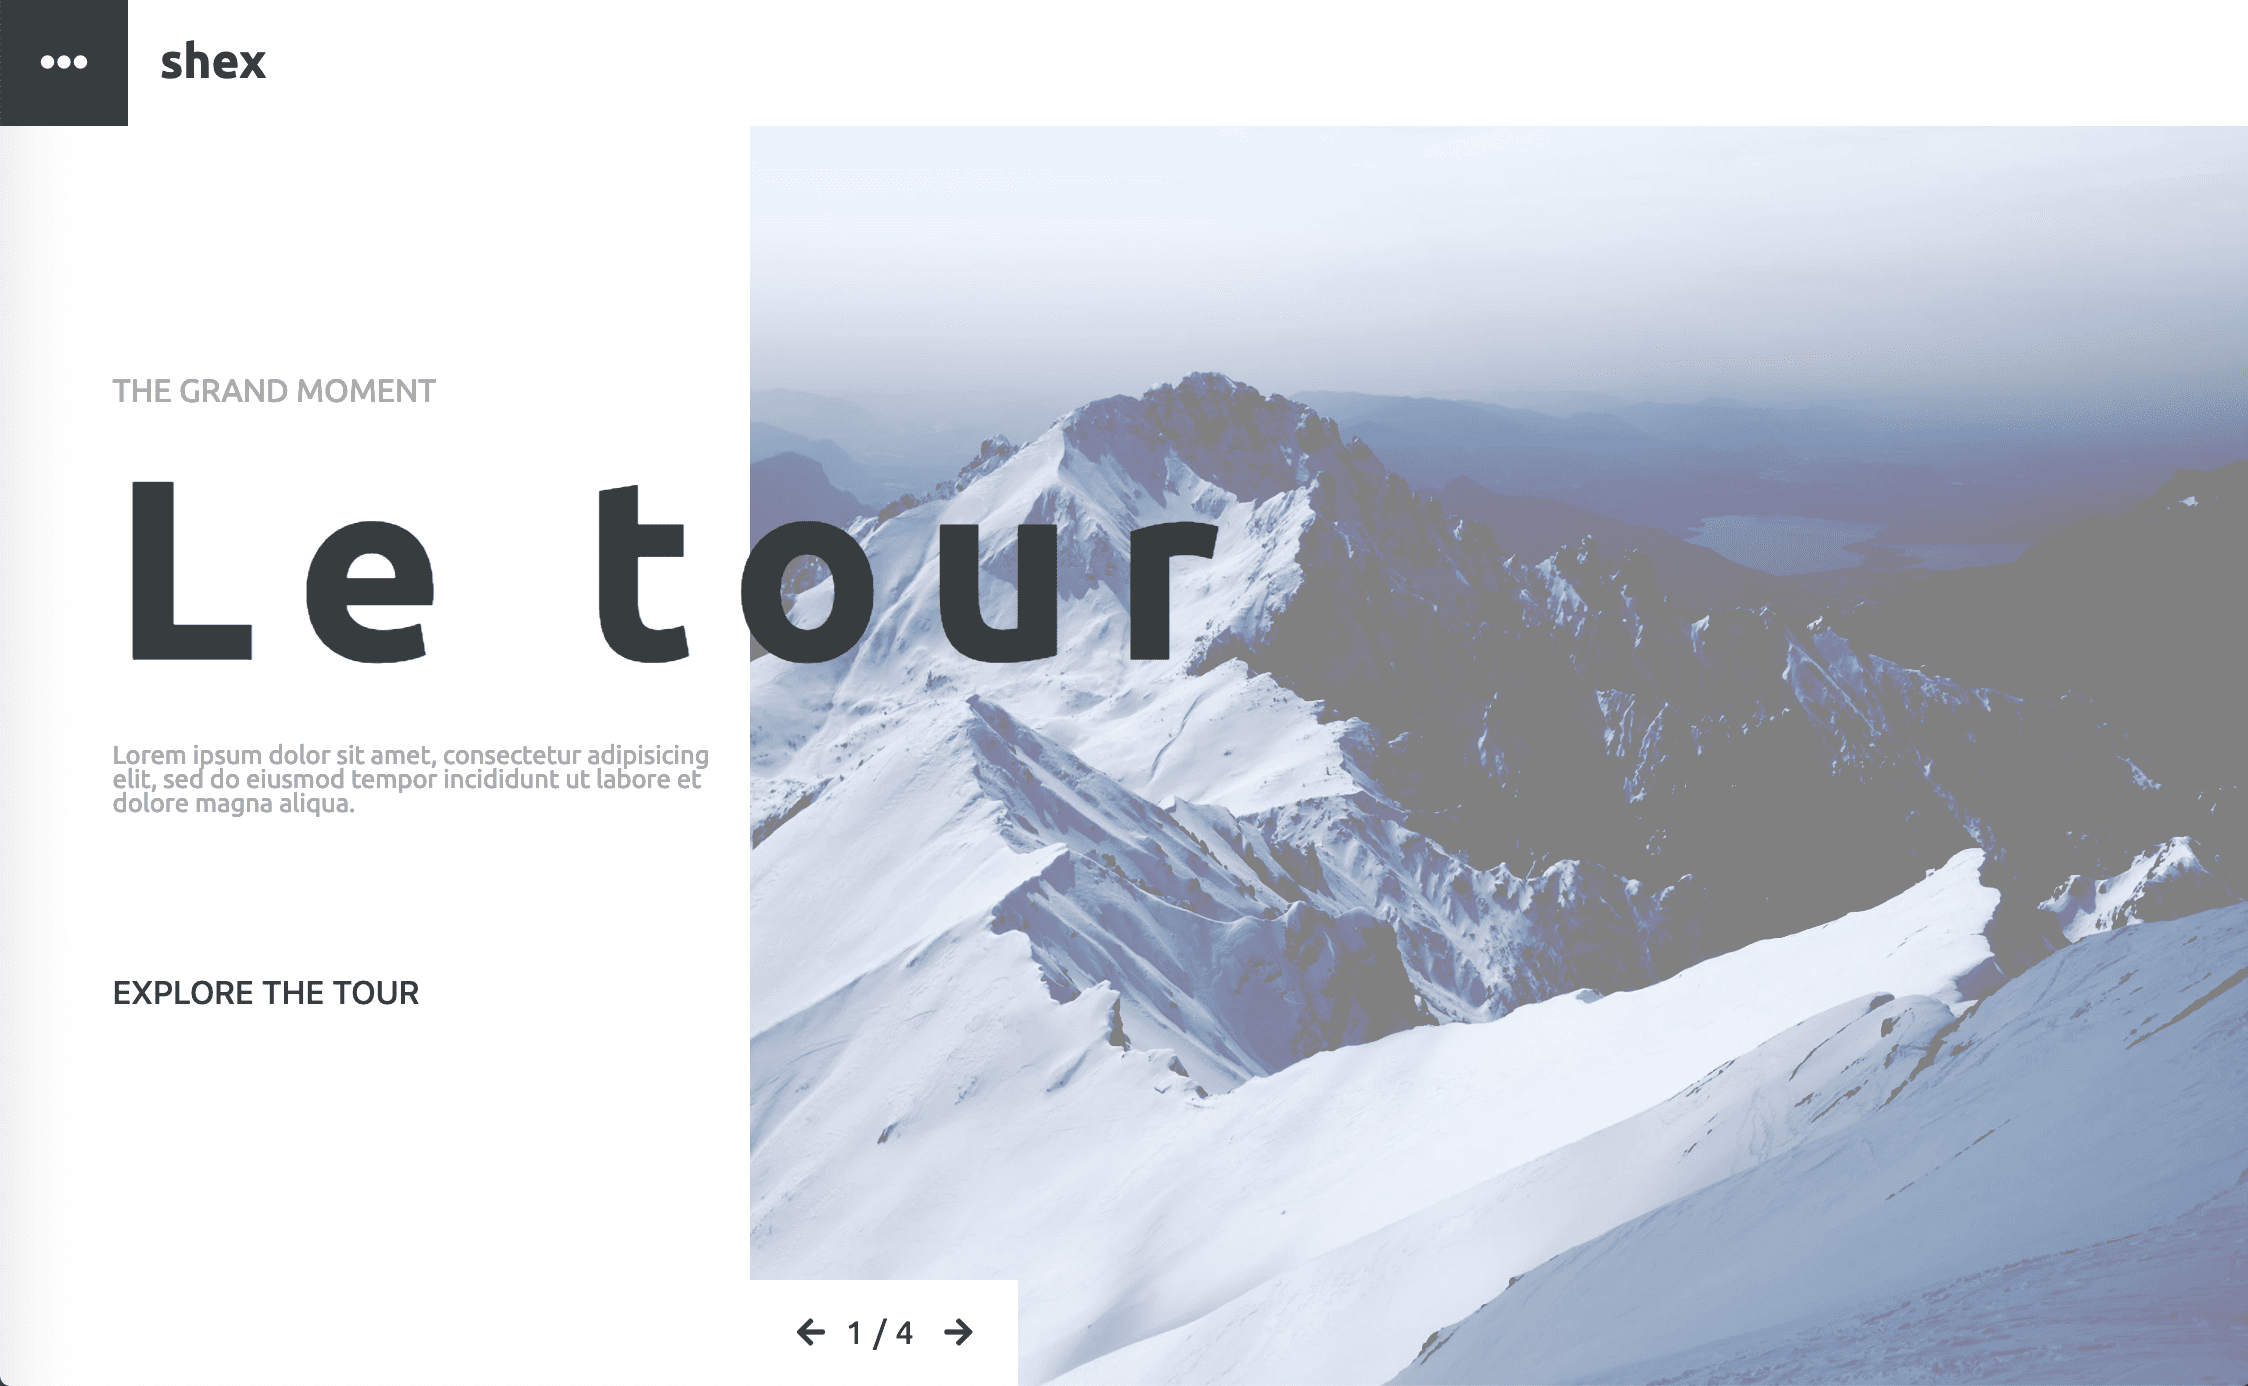 shex
THE GRAND MOMENT
Le tour
Lorem ipsum dolor sit amet, consectetur adipisicing
elit, sed do eiusmod tempor incididunt ut labore et
dolore magna aliqua.
EXPLORE THE TOUR
1 / 4